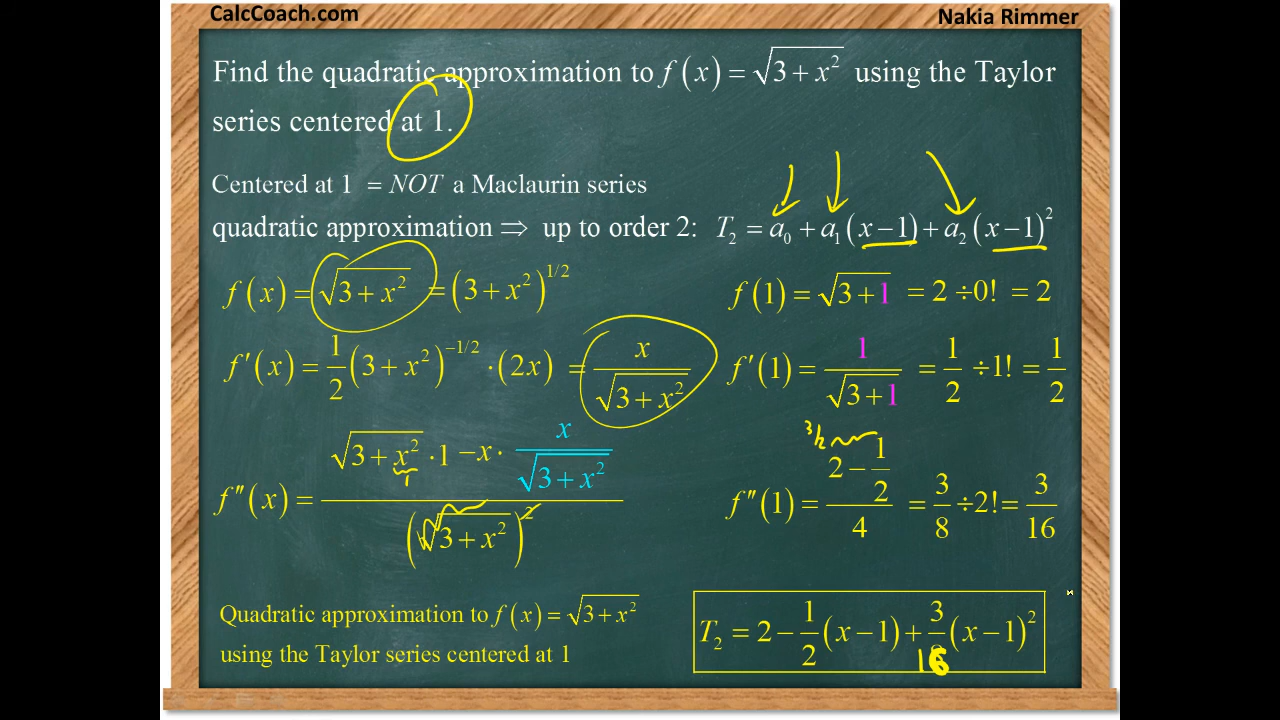 CalcCoach.com
Nakia Rimmer
Find the quadratic approximation to f(x) = √(3 + x²) using the Taylor
series centered at 1.
Centered at 1 = NOT a Maclaurin series
quadratic approximation ⇒ up to order 2: T₂ = a₀ + a₁(x − 1) + a₂(x − 1)²
f(x) = √(3 + x²) = (3 + x²)^(1/2)
f(1) = √(3 + 1) = 2 ÷ 0! = 2
f′(x) = 1/2 (3 + x²)^(−1/2) · (2x) = x/√(3 + x²)
f′(1) = 1/√(3 + 1) = 1/2 ÷ 1! = 1/2
f″(x) = (√(3 + x²) · 1 − x · x/√(3 + x²))/(√(3 + x²))²
1
3/2
f″(1) = (2 − 1/2)/4 = 3/8 ÷ 2! = 3/16
Quadratic approximation to f(x) = √(3 + x²)
using the Taylor series centered at 1
T₂ = 2 − 1/2 (x − 1) + 3/16 (x − 1)²